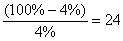 (100% − 4%) / 4% = 24